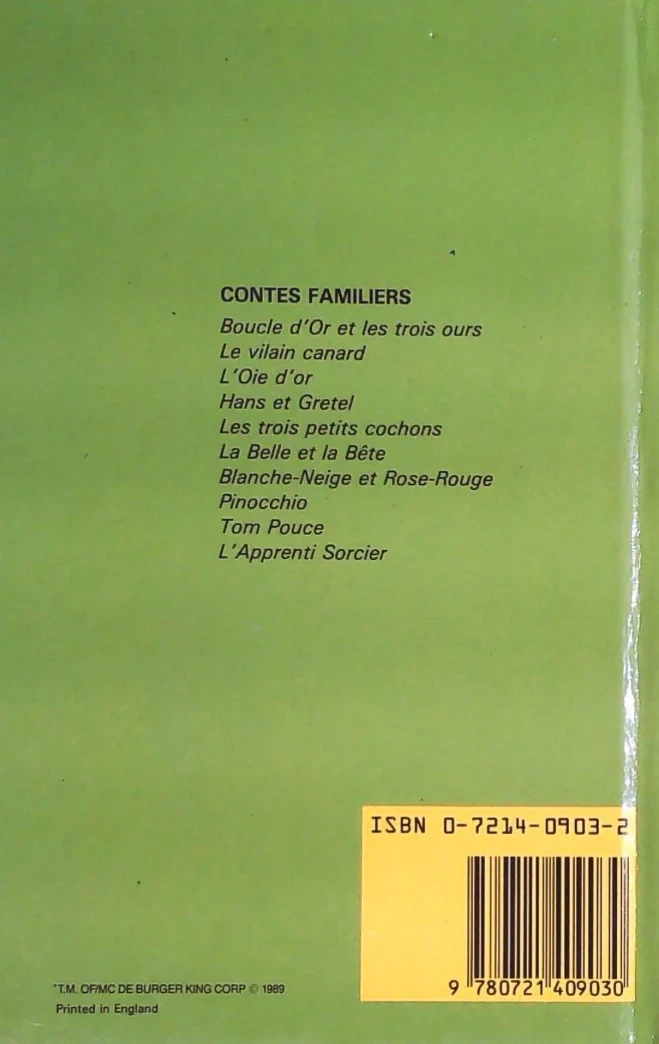 CONTES FAMILIERS
Boucle d'Or et les trois ours
Le vilain canard
L'Oie d'or
Hans et Gretel
Les trois petits cochons
La Belle et la Bête
Blanche-Neige et Rose-Rouge
Pinocchio
Tom Pouce
L'Apprenti Sorcier
ISBN 0-7214-0903-2
9 780721 409030
*T.M. OF/MC DE BURGER KING CORP © 1989
Printed in England